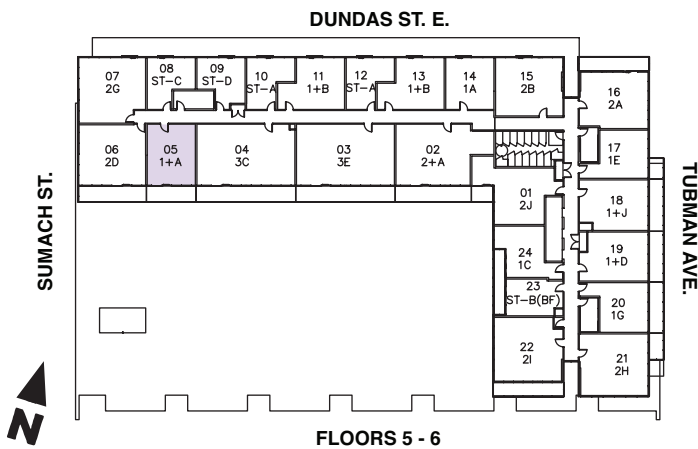 DUNDAS ST. E.
07
2G
08
ST-C
09
ST-D
10
ST-A
11
1+B
12
ST-A
13
1+B
14
1A
15
2B
16
2A
06
2D
05
1+A
04
3C
03
3E
02
2+A
17
1E
01
2J
18
1+J
24
1C
19
1+D
23
ST-B(BF)
20
1G
22
2I
21
2H
SUMACH ST.
TUBMAN AVE.
N
FLOORS 5 - 6